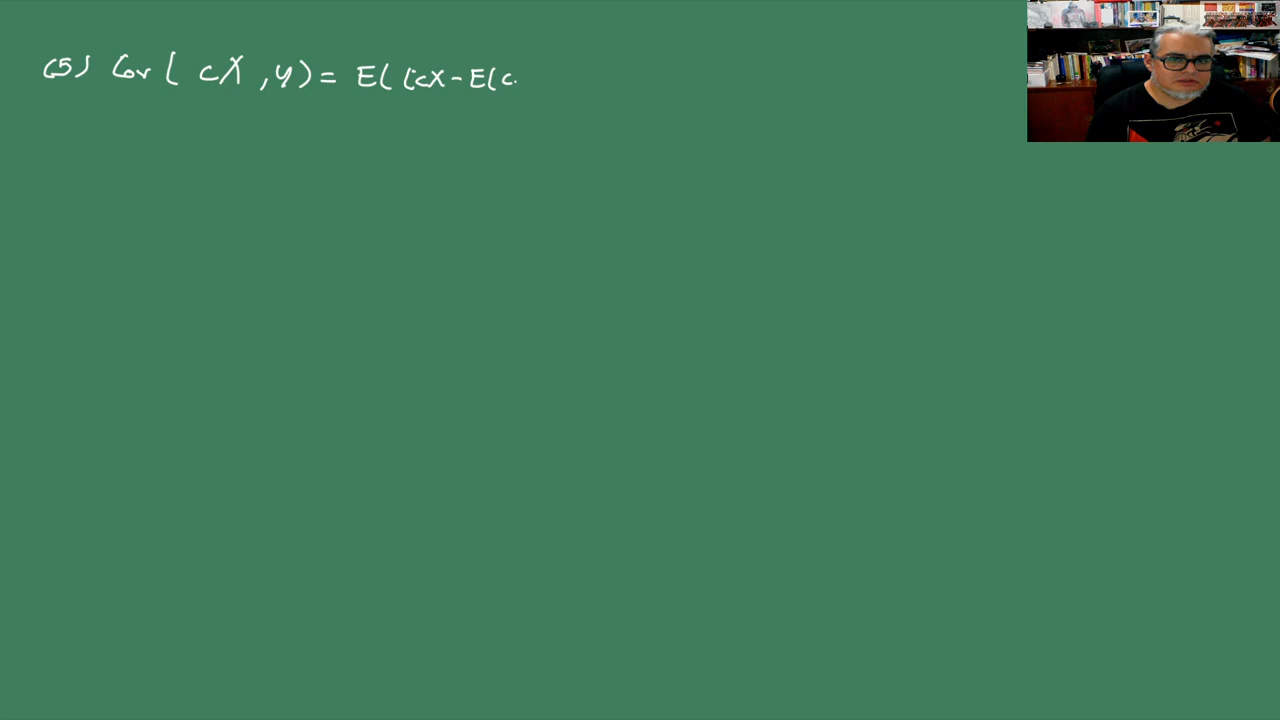 (5) Cov( cX , Y) = E( (cX - E(c